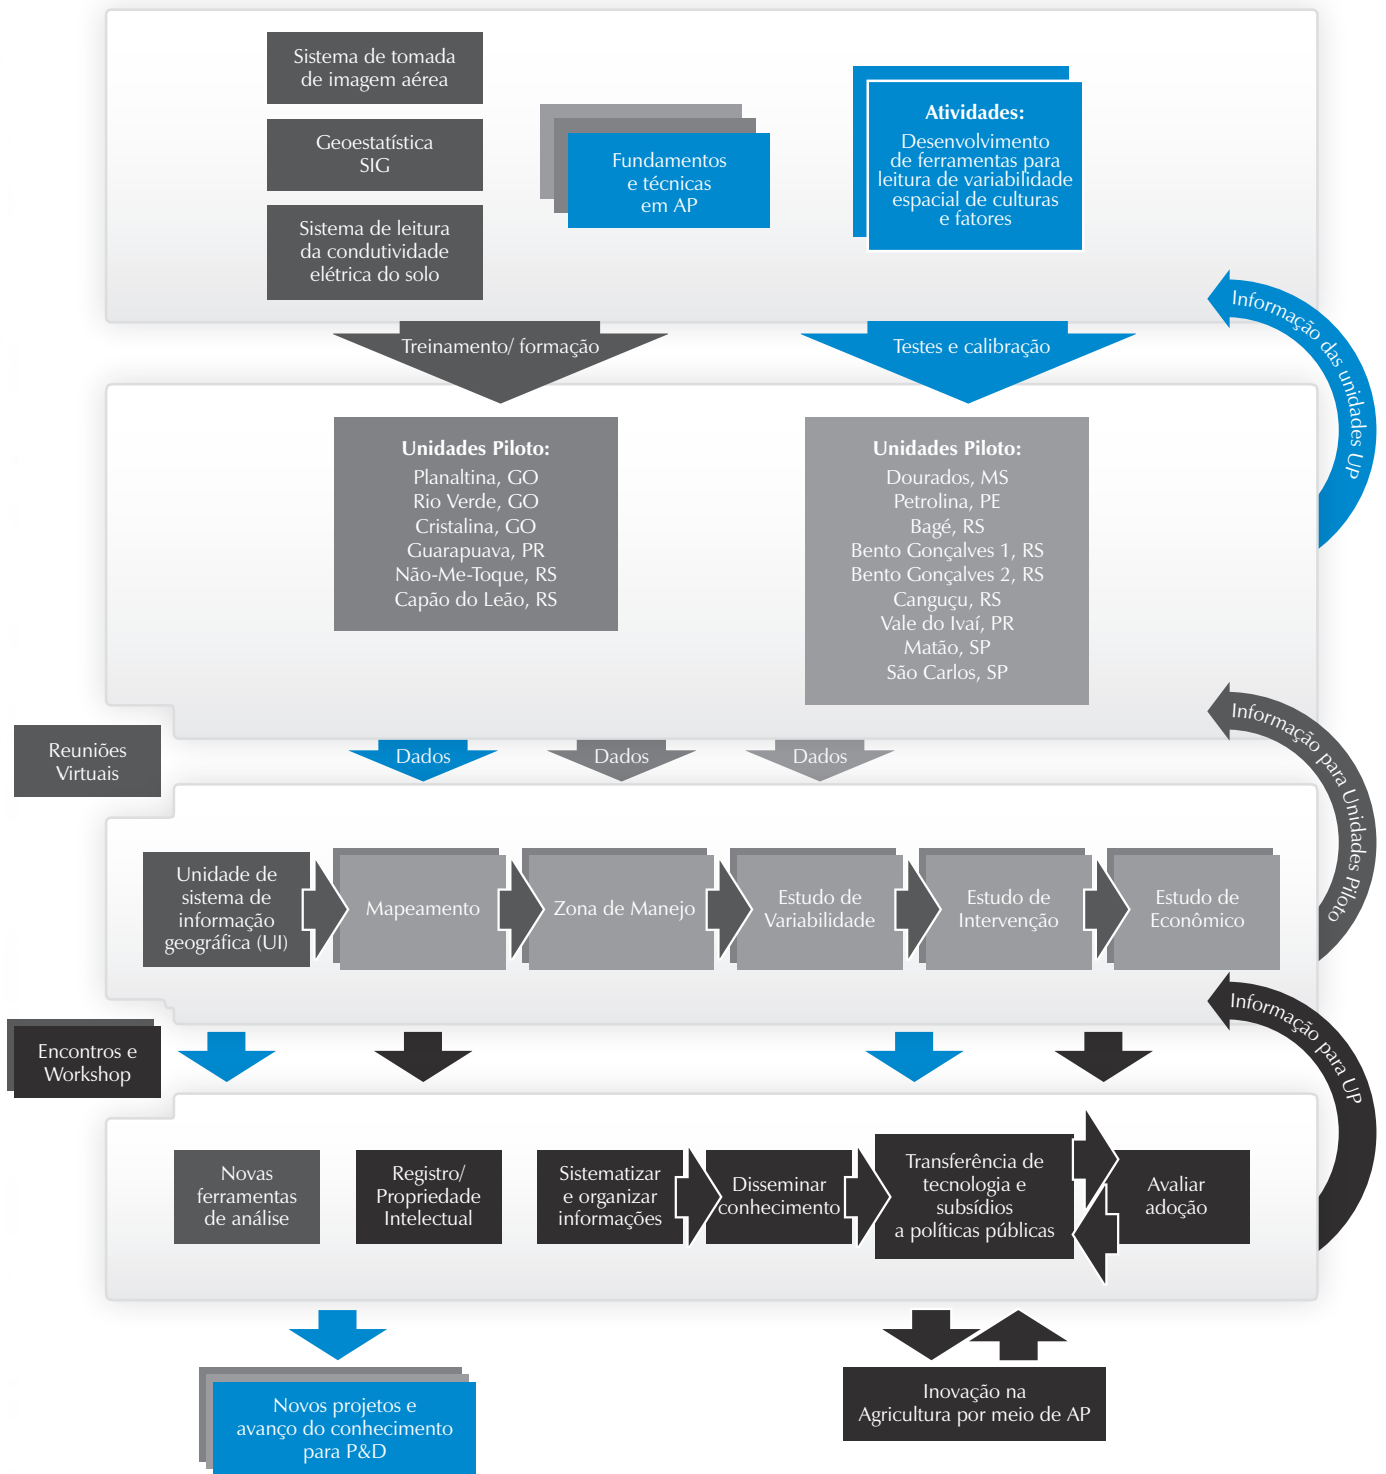 Sistema de tomada
de imagem aérea
Geoestatística
SIG
Sistema de leitura
da condutividade
elétrica do solo
Fundamentos
e técnicas
em AP
Atividades:
Desenvolvimento
de ferramentas para
leitura de variabilidade
espacial de culturas
e fatores
Informação das unidades UP
Treinamento/ formação
Testes e calibração
Unidades Piloto:
Planaltina, GO
Rio Verde, GO
Cristalina, GO
Guarapuava, PR
Não-Me-Toque, RS
Capão do Leão, RS
Unidades Piloto:
Dourados, MS
Petrolina, PE
Bagé, RS
Bento Gonçalves 1, RS
Bento Gonçalves 2, RS
Canguçu, RS
Vale do Ivaí, PR
Matão, SP
São Carlos, SP
Informação para Unidades Piloto
Reuniões
Virtuais
Dados
Dados
Dados
Unidade de
sistema de
informação
geográfica (UI)
Mapeamento
Zona de Manejo
Estudo de
Variabilidade
Estudo de
Intervenção
Estudo de
Econômico
Informação para UP
Encontros e
Workshop
Novas
ferramentas
de análise
Registro/
Propriedade
Intelectual
Sistematizar
e organizar
informações
Disseminar
conhecimento
Transferência de
tecnologia e
subsídios
a políticas públicas
Avaliar
adoção
Novos projetos e
avanço do conhecimento
para P&D
Inovação na
Agricultura por meio de AP